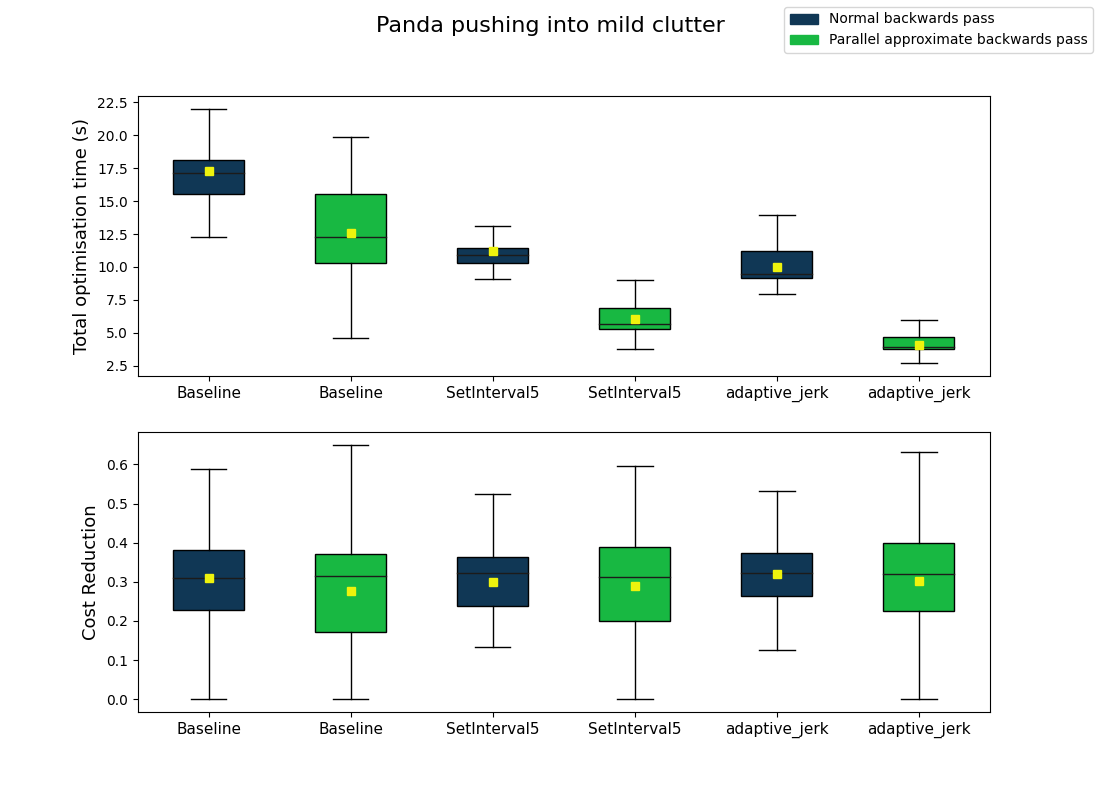 Panda pushing into mild clutter
Normal backwards pass
Parallel approximate backwards pass
Total optimisation time (s)
22.5
20.0
17.5
15.0
12.5
10.0
7.5
5.0
2.5
Baseline Baseline SetInterval5 SetInterval5 adaptive_jerk adaptive_jerk
Cost Reduction
0.6
0.5
0.4
0.3
0.2
0.1
0.0
Baseline Baseline SetInterval5 SetInterval5 adaptive_jerk adaptive_jerk